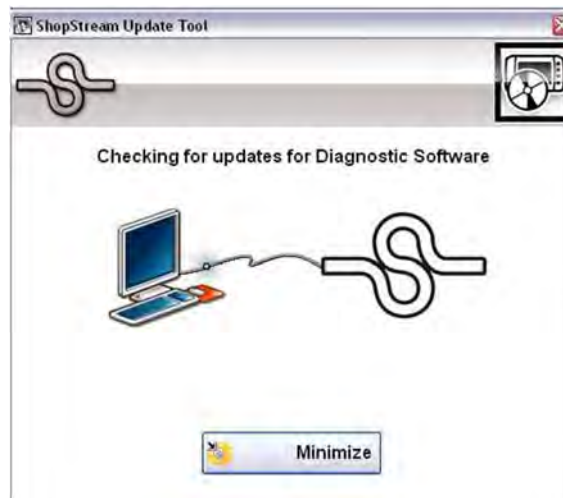 ShopStream Update Tool
Checking for updates for Diagnostic Software
Minimize